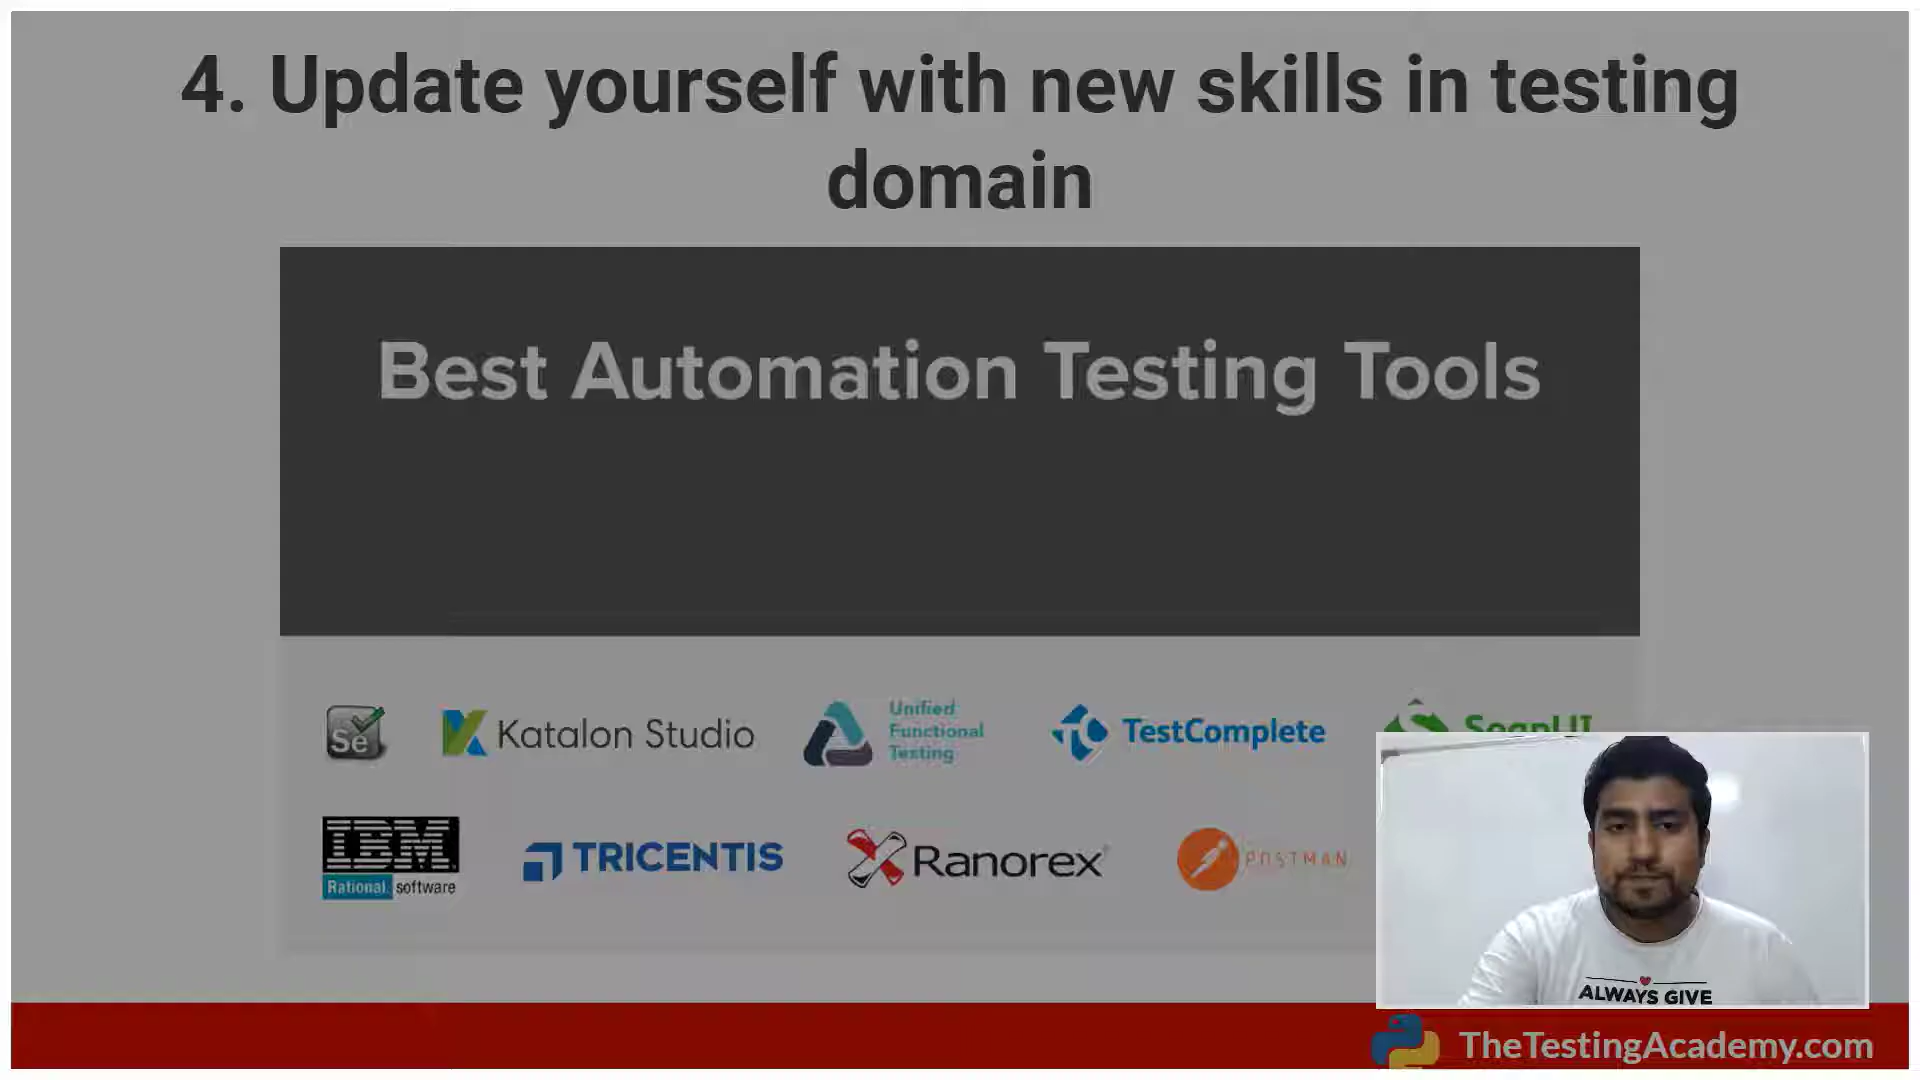 4. Update yourself with new skills in testing
domain
Best Automation Testing Tools
Se
Katalon Studio
Unified
Functional
Testing
TestComplete
SoapUI
IBM
Rational software
TRICENTIS
Ranorex
POSTMAN
ALWAYS GIVE
TheTestingAcademy.com